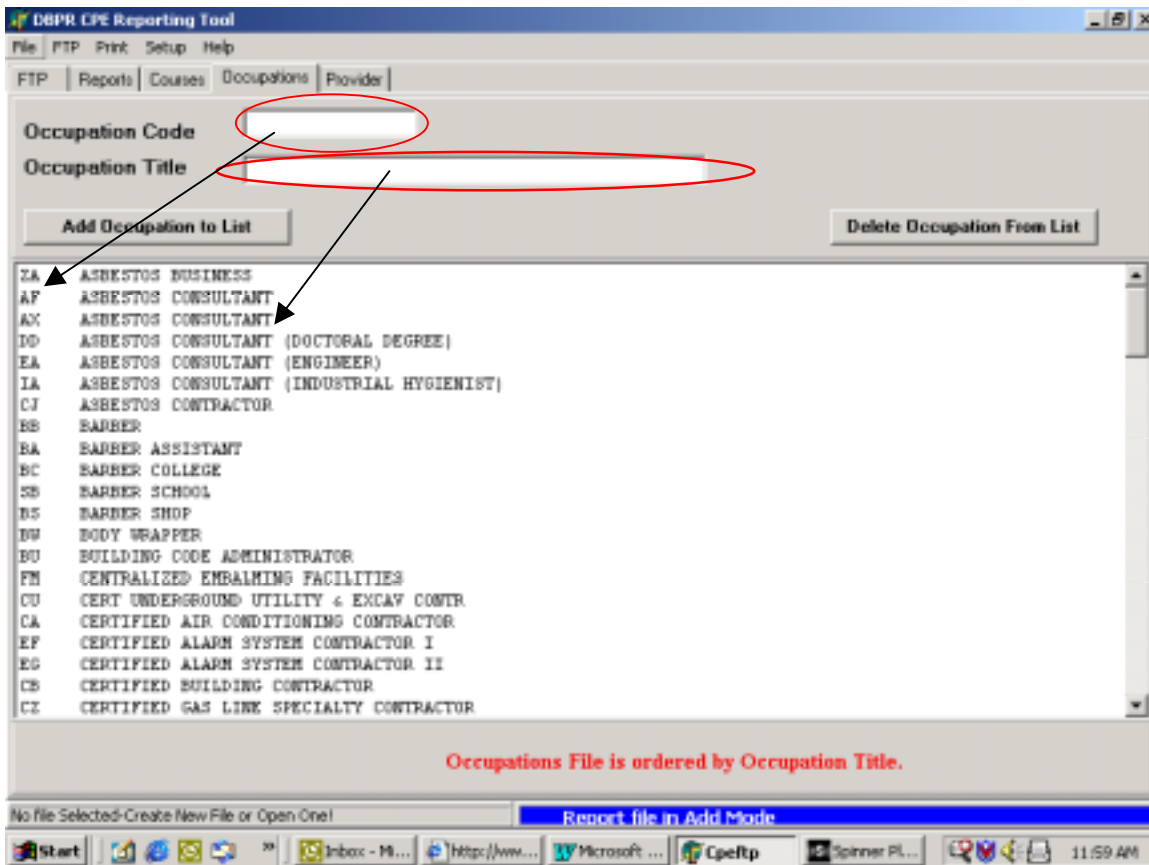 DBPR CPE Reporting Tool
File FTP Print Setup Help
FTP Reports Courses Occupations Provider
Occupation Code
Occupation Title
Add Occupation to List Delete Occupation From List
ZA ASBESTOS BUSINESS
AF ASBESTOS CONSULTANT
AX ASBESTOS CONSULTANT
DD ASBESTOS CONSULTANT (DOCTORAL DEGREE)
EA ASBESTOS CONSULTANT (ENGINEER)
IA ASBESTOS CONSULTANT (INDUSTRIAL HYGIENIST)
CJ ASBESTOS CONTRACTOR
BB BARBER
BA BARBER ASSISTANT
BC BARBER COLLEGE
SB BARBER SCHOOL
BS BARBER SHOP
BW BODY WRAPPER
BU BUILDING CODE ADMINISTRATOR
FM CENTRALIZED EMBALMING FACILITIES
CU CERT UNDERGROUND UTILITY & EXCAV CONTR
CA CERTIFIED AIR CONDITIONING CONTRACTOR
EF CERTIFIED ALARM SYSTEM CONTRACTOR I
EG CERTIFIED ALARM SYSTEM CONTRACTOR II
CB CERTIFIED BUILDING CONTRACTOR
CZ CERTIFIED GAS LINE SPECIALTY CONTRACTOR
Occupations File is ordered by Occupation Title.
No file Selected-Create New File or Open One! Report file in Add Mode
Start » Inbox - Mi... http://ww... Microsoft ... Cpeftp Spinner Pl... 11:59 AM